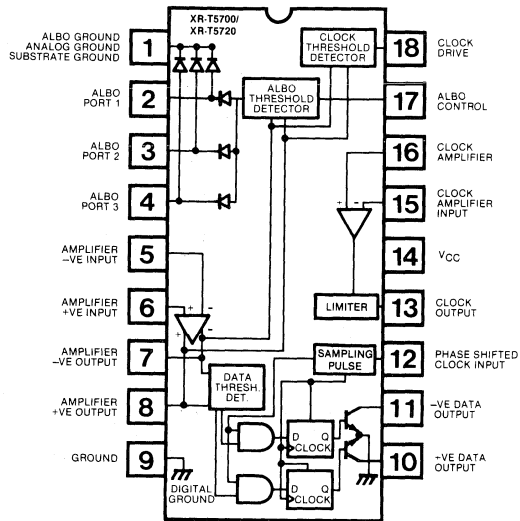 XR-T5700/
XR-T5720
ALBO GROUND
ANALOG GROUND
SUBSTRATE GROUND
1
ALBO
PORT 1
2
ALBO
PORT 2
3
ALBO
PORT 3
4
AMPLIFIER
-VE INPUT
5
AMPLIFIER
+VE INPUT
6
AMPLIFIER
-VE OUTPUT
7
AMPLIFIER
+VE OUTPUT
8
GROUND
9
DIGITAL
GROUND
CLOCK
THRESHOLD
DETECTOR
ALBO
THRESHOLD
DETECTOR
+ -
LIMITER
+ -
+ -
SAMPLING
PULSE
DATA
THRESH.
DET.
D Q
CLOCK
D Q
CLOCK
18
CLOCK
DRIVE
17
ALBO
CONTROL
16
CLOCK
AMPLIFIER
15
CLOCK
AMPLIFIER
INPUT
14
VCC
13
CLOCK
OUTPUT
12
PHASE SHIFTED
CLOCK INPUT
11
-VE DATA
OUTPUT
10
+VE DATA
OUTPUT